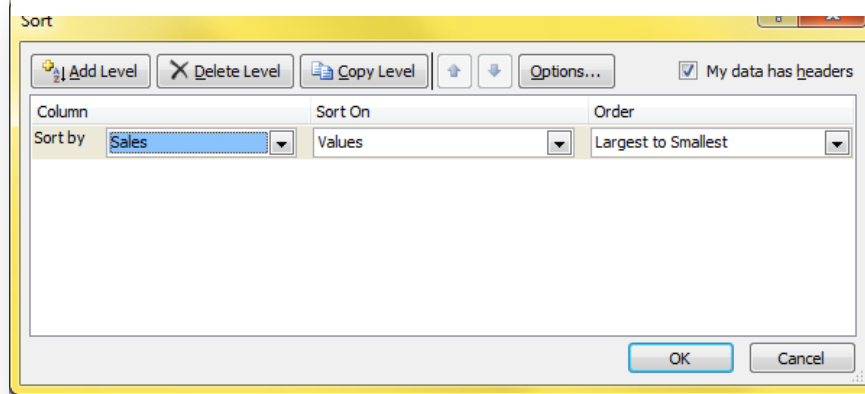 Sort
Add Level Delete Level Copy Level Options... My data has headers
Column Sort On Order
Sort by Sales Values Largest to Smallest
OK Cancel